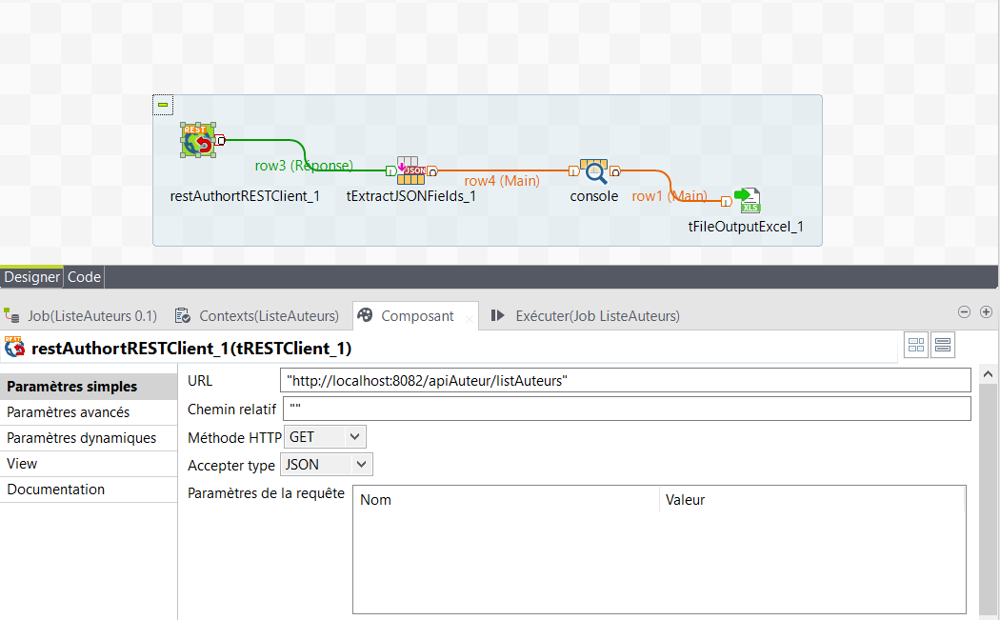 REST
row3 (Réponse)
JSON
row4 (Main)
row1 (Main)
XLS
restAuthortRESTClient_1
tExtractJSONFields_1
console
tFileOutputExcel_1
Designer
Code
Job(ListeAuteurs 0.1)
Contexts(ListeAuteurs)
Composant
Exécuter(Job ListeAuteurs)
restAuthortRESTClient_1(tRESTClient_1)
Paramètres simples
Paramètres avancés
Paramètres dynamiques
View
Documentation
URL
"http://localhost:8082/apiAuteur/listAuteurs"
Chemin relatif
""
Méthode HTTP
GET
Accepter type
JSON
Paramètres de la requête
Nom
Valeur